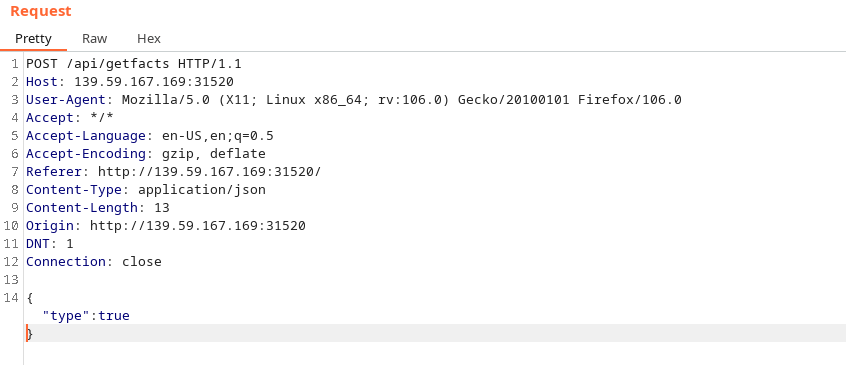 Request
Pretty Raw Hex
1 POST /api/getfacts HTTP/1.1
2 Host: 139.59.167.169:31520
3 User-Agent: Mozilla/5.0 (X11; Linux x86_64; rv:106.0) Gecko/20100101 Firefox/106.0
4 Accept: */*
5 Accept-Language: en-US,en;q=0.5
6 Accept-Encoding: gzip, deflate
7 Referer: http://139.59.167.169:31520/
8 Content-Type: application/json
9 Content-Length: 13
10 Origin: http://139.59.167.169:31520
11 DNT: 1
12 Connection: close
13
14 {
"type":true
}